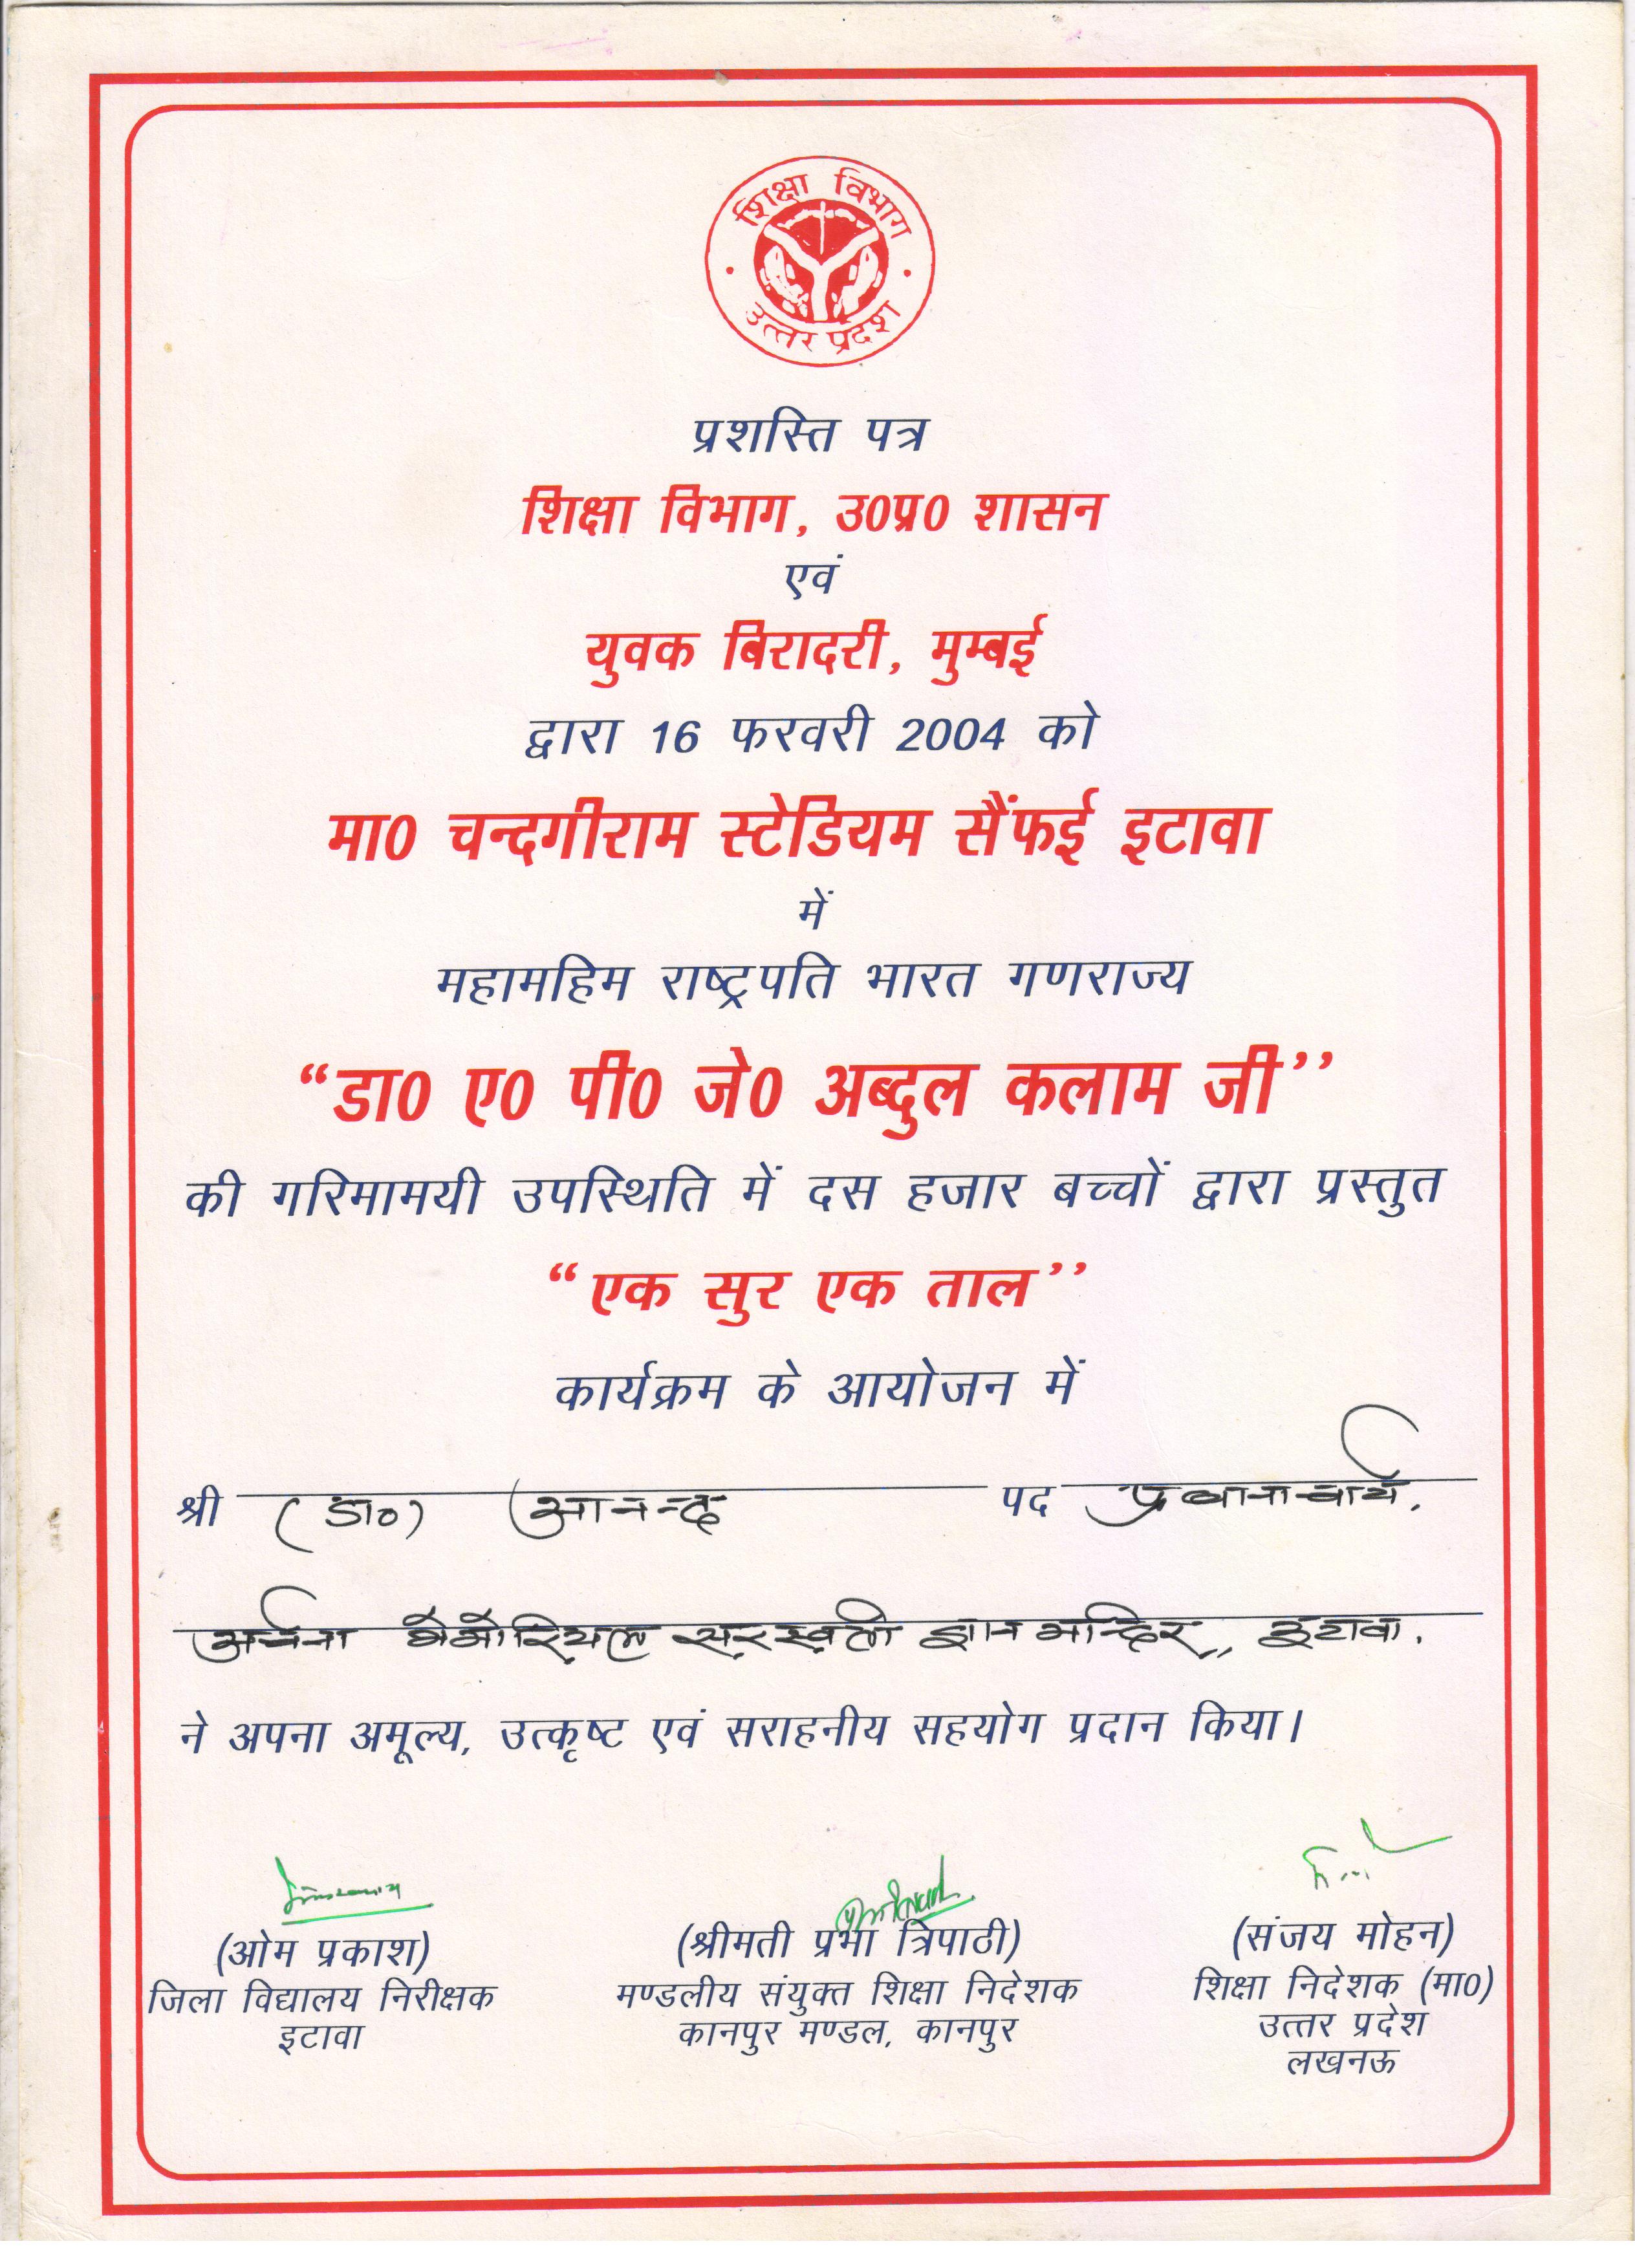 शिक्षा विभाग
उत्तर प्रदेश
प्रशस्ति पत्र
शिक्षा विभाग, उ0प्र0 शासन
एवं
युवक बिरादरी, मुम्बई
द्वारा 16 फरवरी 2004 को
मा0 चन्दगीराम स्टेडियम सैंफई इटावा
में
महामहिम राष्ट्रपति भारत गणराज्य
“डा0 ए0 पी0 जे0 अब्दुल कलाम जी’’
की गरिमामयी उपस्थिति में दस हजार बच्चों द्वारा प्रस्तुत
“एक सुर एक ताल’’
कार्यक्रम के आयोजन में
श्री (डा०) आनन्द पद प्रधानाचार्य.
अर्चना मैमोरियल सरस्वती ज्ञान मन्दिर,, इटावा.
ने अपना अमूल्य, उत्कृष्ट एवं सराहनीय सहयोग प्रदान किया।
(ओम प्रकाश)
जिला विद्यालय निरीक्षक
इटावा
(श्रीमती प्रभा त्रिपाठी)
मण्डलीय संयुक्त शिक्षा निदेशक
कानपुर मण्डल, कानपुर
(संजय मोहन)
शिक्षा निदेशक (मा0)
उत्तर प्रदेश
लखनऊ